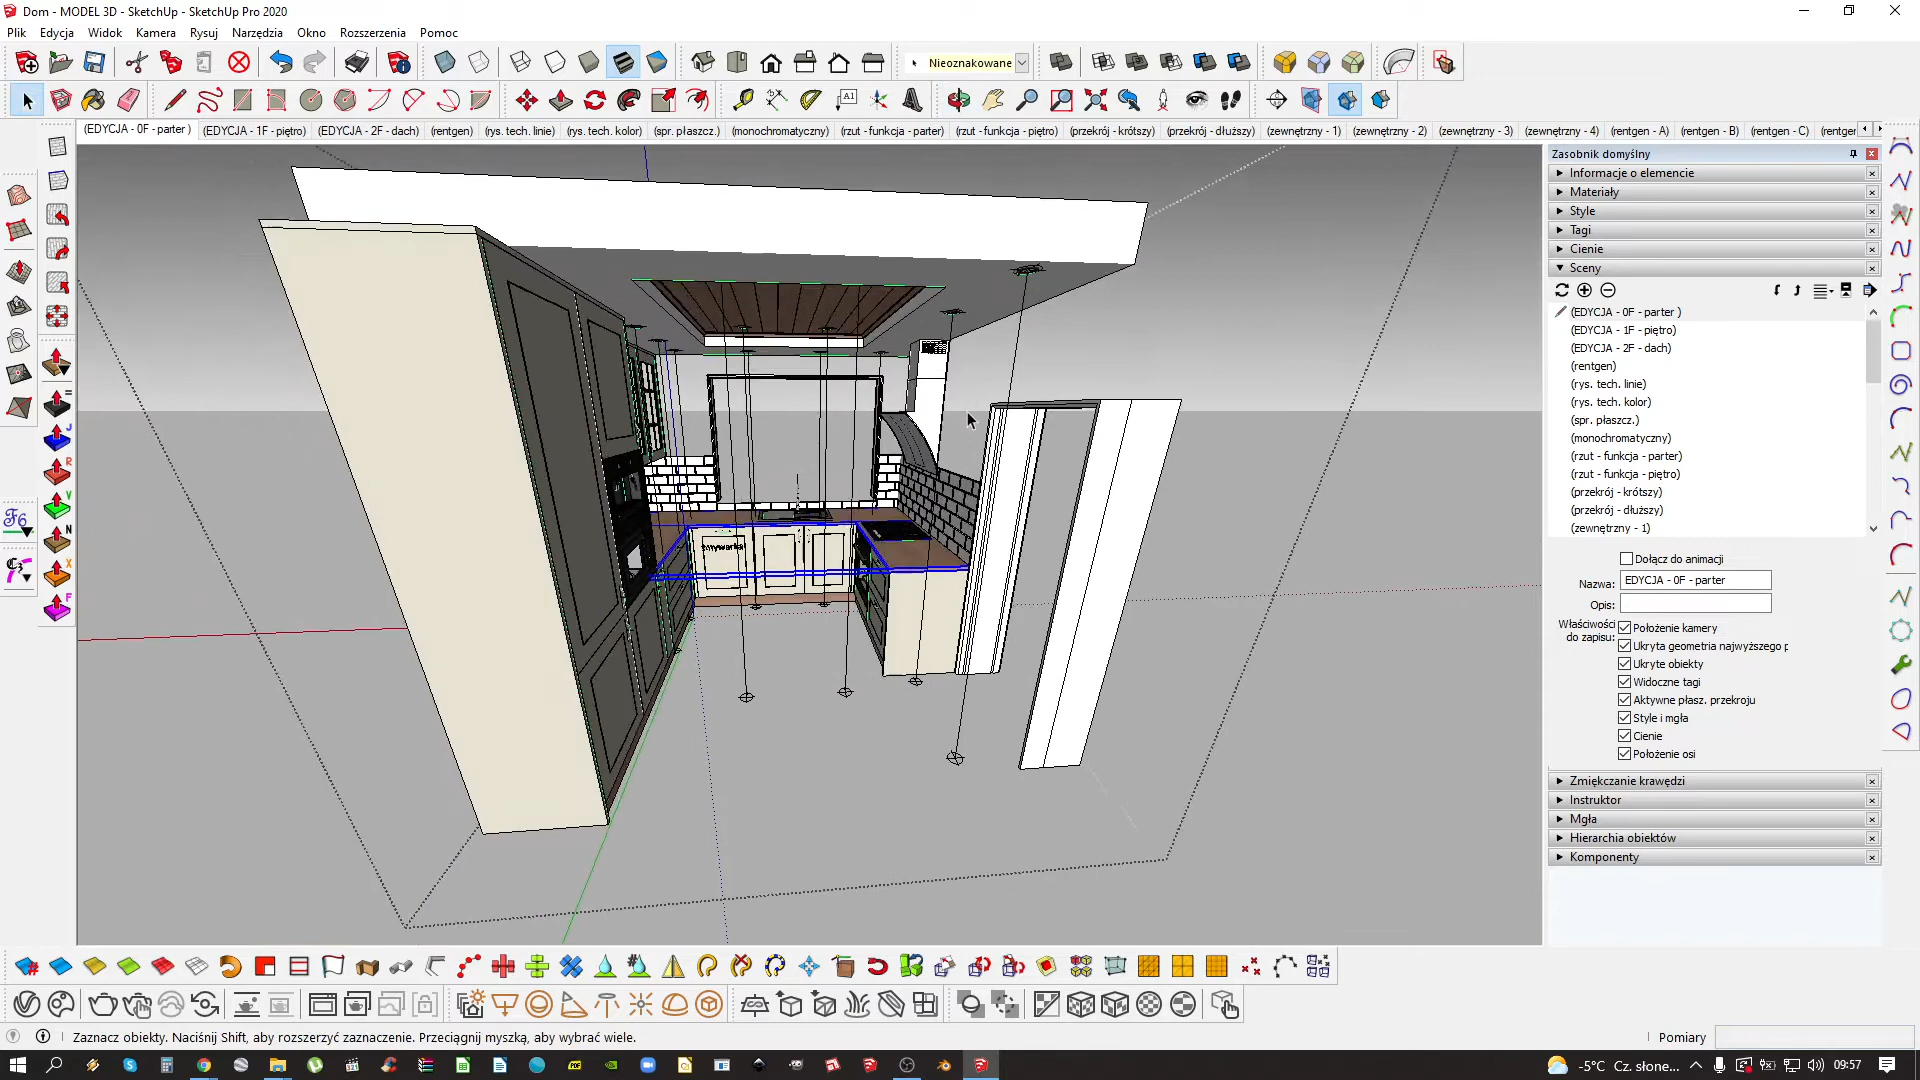 Dom - MODEL 3D - SketchUp - SketchUp Pro 2020
Plik Edycja Widok Kamera Rysuj Narzędzia Okno Rozszerzenia Pomoc
Nieoznakowane
A1
(EDYCJA - 0F - parter ) (EDYCJA - 1F - piętro) (EDYCJA - 2F - dach) (rentgen) (rys. tech. linie) (rys. tech. kolor) (spr. płaszcz.) (monochromatyczny) (rzut - funkcja - parter) (rzut - funkcja - piętro) (przekrój - krótszy) (przekrój - dłuższy) (zewnętrzny - 1) (zewnętrzny - 2) (zewnętrzny - 3) (zewnętrzny - 4) (rentgen - A) (rentgen - B) (rentgen - C) (rentger
Zasobnik domyślny
Informacje o elemencie
Materiały
Style
Tagi
Cienie
Sceny
(EDYCJA - 0F - parter )
(EDYCJA - 1F - piętro)
(EDYCJA - 2F - dach)
(rentgen)
(rys. tech. linie)
(rys. tech. kolor)
(spr. płaszcz.)
(monochromatyczny)
(rzut - funkcja - parter)
(rzut - funkcja - piętro)
(przekrój - krótszy)
(przekrój - dłuższy)
(zewnętrzny - 1)
Dołącz do animacji
Nazwa: EDYCJA - 0F - parter
Opis:
Właściwości do zapisu:
Położenie kamery
Ukryta geometria najwyższego p
Ukryte obiekty
Widoczne tagi
Aktywne płasz. przekroju
Style i mgła
Cienie
Położenie osi
Zmiękczanie krawędzi
Instruktor
Mgła
Hierarchia obiektów
Komponenty
zmywarka
J
R
V
N
X
F
F6
Zaznacz obiekty. Naciśnij Shift, aby rozszerzyć zaznaczenie. Przeciągnij myszkę, aby wybrać wiele.
Pomiary
-5°C Cz. słone... 09:57